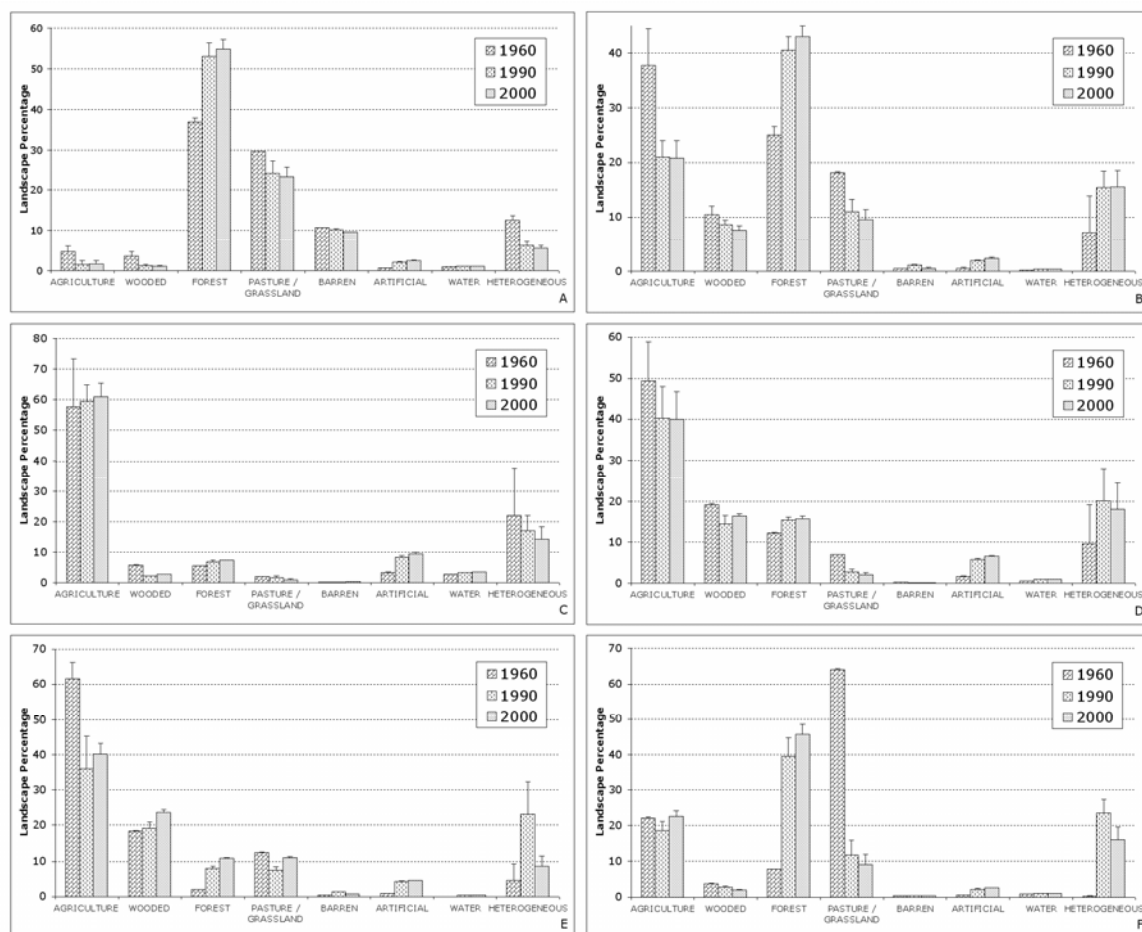 60
50
40
30
20
10
0
Landscape Percentage
1960
1990
2000
AGRICULTURE WOODED FOREST PASTURE / BARREN ARTIFICIAL WATER HETEROGENEOUS
GRASSLAND
A
40
30
20
10
0
Landscape Percentage
1960
1990
2000
AGRICULTURE WOODED FOREST PASTURE / BARREN ARTIFICIAL WATER HETEROGENEOUS
GRASSLAND
B
80
70
60
50
40
30
20
10
0
Landscape Percentage
1960
1990
2000
AGRICULTURE WOODED FOREST PASTURE / BARREN ARTIFICIAL WATER HETEROGENEOUS
GRASSLAND
C
60
50
40
30
20
10
0
Landscape Percentage
1960
1990
2000
AGRICULTURE WOODED FOREST PASTURE / BARREN ARTIFICIAL WATER HETEROGENEOUS
GRASSLAND
D
70
60
50
40
30
20
10
0
Landscape Percentage
1960
1990
2000
AGRICULTURE WOODED FOREST PASTURE / BARREN ARTIFICIAL WATER HETEROGENEOUS
GRASSLAND
E
70
60
50
40
30
20
10
0
Landscape Percentage
1960
1990
2000
AGRICULTURE WOODED FOREST PASTURE / BARREN ARTIFICIAL WATER HETEROGENEOUS
GRASSLAND
F